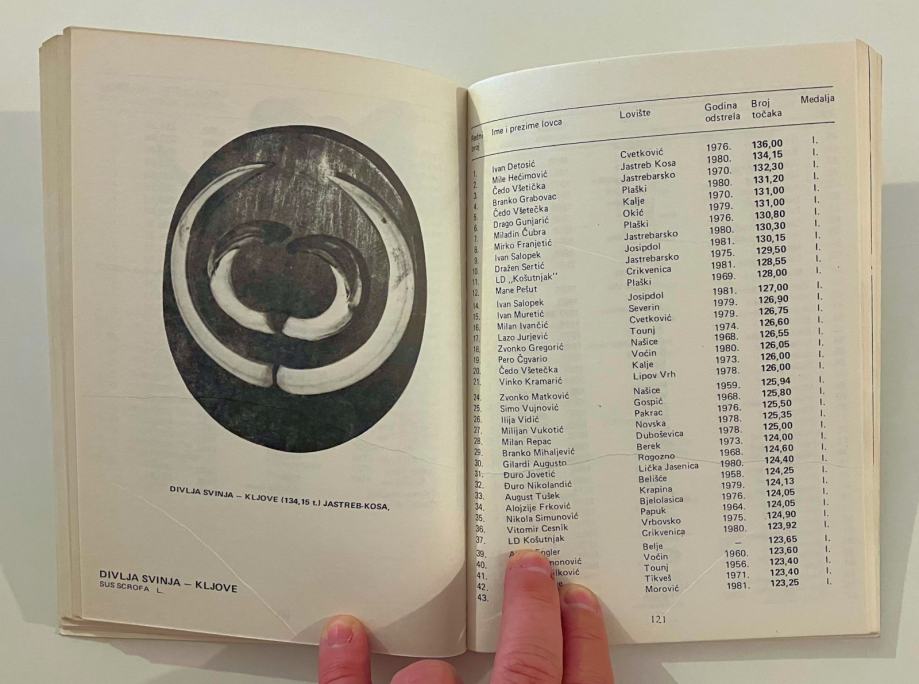 DIVLJA SVINJA – KLJOVE (134,15 t.) JASTREB-KOSA,
DIVLJA SVINJA – KLJOVE
SUS SCROFA L.
Redni broj Ime i prezime lovca Lovište Godina odstrela Broj točaka Medalja
1. Ivan Detosić Cvetković 1976. 136,00 I.
2. Mile Hećimović Jastreb Kosa 1980. 134,15 I.
3. Čedo Všetička Jastrebarsko 1970. 132,30 I.
4. Branko Grabovac Plaški 1980. 131,20 I.
5. Čedo Všetečka Kalje 1970. 131,00 I.
6. Drago Gunjarić Okić 1979. 131,00 I.
7. Miladin Čubra Plaški 1976. 130,80 I.
8. Mirko Franjetić Jastrebarsko 1980. 130,30 I.
9. Ivan Salopek Josipdol 1981. 130,15 I.
10. Dražen Sertić Jastrebarsko 1975. 129,50 I.
11. LD „Košutnjak" Crikvenica 1981. 128,55 I.
12. Mane Pešut Plaški 1969. 128,00 I.
14. Ivan Salopek Josipdol 1981. 127,00 I.
15. Ivan Muretić Severin 1979. 126,90 I.
16. Milan Ivančić Cvetković 1979. 126,75 I.
17. Lazo Jurjević Tounj 1974. 126,60 I.
18. Zvonko Gregorić Našice 1968. 126,55 I.
19. Pero Čgvario Voćin 1980. 126,05 I.
20. Čedo Všetečka Kalje 1973. 126,00 I.
21. Vinko Kramarić Lipov Vrh 1978. 126,00 I.
24. Zvonko Matković Našice 1959. 125,94 I.
25. Simo Vujnović Gospić 1968. 125,80 I.
26. Ilija Vidić Pakrac 1976. 125,50 I.
27. Milijan Vukotić Novska 1978. 125,35 I.
28. Milan Repac Duboševica 1978. 125,00 I.
29. Branko Mihaljević Berek 1973. 124,00 I.
30. Gilardi Augusto Rogozno 1968. 124,60 I.
31. Đuro Jovetić Lička Jasenica 1980. 124,40 I.
32. Đuro Nikolandić Belišće 1958. 124,25 I.
33. August Tušek Krapina 1979. 124,13 I.
34. Alojzije Frković Bjelolasica 1976. 124,05 I.
35. Nikola Simunović Papuk 1964. 124,05 I.
36. Vitomir Cesnik Vrbovsko 1975. 124,90 I.
37. LD Košutnjak Crikvenica 1980. 123,92 I.
39. Engler Belje – 123,65 I.
40. Voćin 1960. 123,60 I.
41. Tounj 1956. 123,40 I.
42. Tikveš 1971. 123,40 I.
43. Morović 1981. 123,25 I.
121